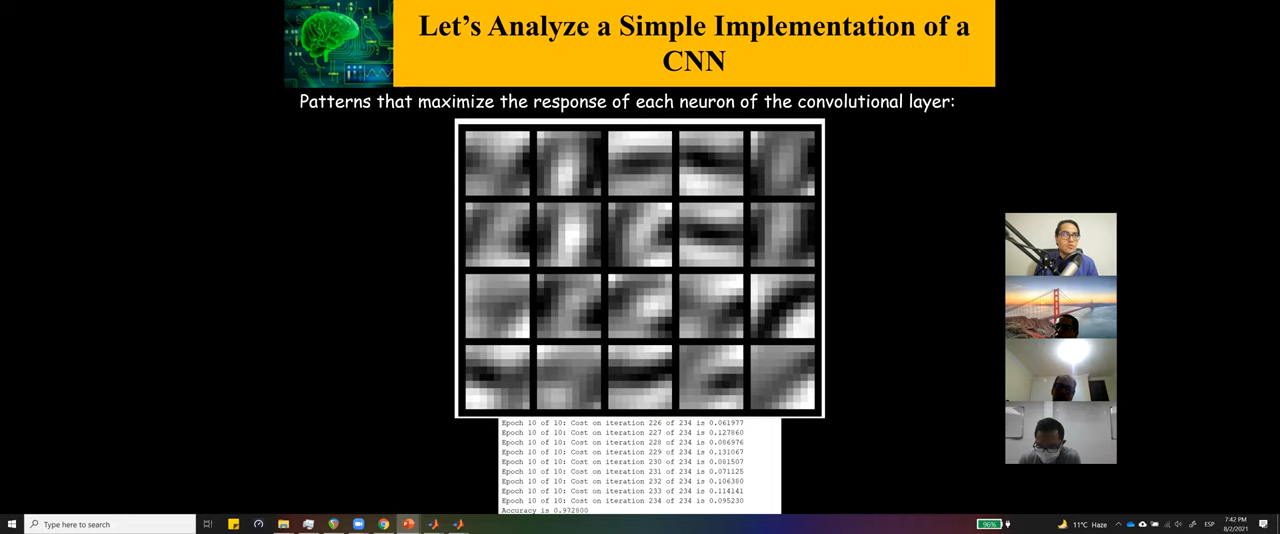 Let's Analyze a Simple Implementation of a
CNN
Patterns that maximize the response of each neuron of the convolutional layer:
Epoch 10 of 10: Cost on iteration 226 of 234 is 0.061977
Epoch 10 of 10: Cost on iteration 227 of 234 is 0.127860
Epoch 10 of 10: Cost on iteration 228 of 234 is 0.086976
Epoch 10 of 10: Cost on iteration 229 of 234 is 0.131067
Epoch 10 of 10: Cost on iteration 230 of 234 is 0.081507
Epoch 10 of 10: Cost on iteration 231 of 234 is 0.071125
Epoch 10 of 10: Cost on iteration 232 of 234 is 0.106380
Epoch 10 of 10: Cost on iteration 233 of 234 is 0.114141
Epoch 10 of 10: Cost on iteration 234 of 234 is 0.095230
Accuracy is 0.972800
Type here to search
96%
11°C Haze
ESP
7:42 PM
8/2/2021